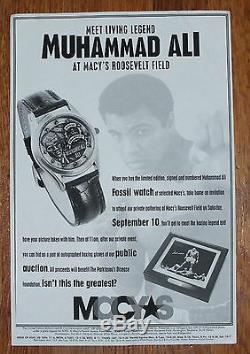 MEET LIVING LEGEND
MUHAMMAD ALI
AT MACY'S ROOSEVELT FIELD
When you buy the limited edition, signed and numbered Muhammad Ali
Fossil watch at selected Macy's, take home an invitation
to attend our private gathering at Macy's Roosevelt Field on Saturday,
September 10. You'll get to meet the boxing legend and
have your picture taken with him. Then at 11 am, after our private event,
you can bid on a pair of autographed boxing gloves at our public
auction. All proceeds will benefit The Parkinson's Disease
Foundation. Isn't this the greatest?
MACY★S